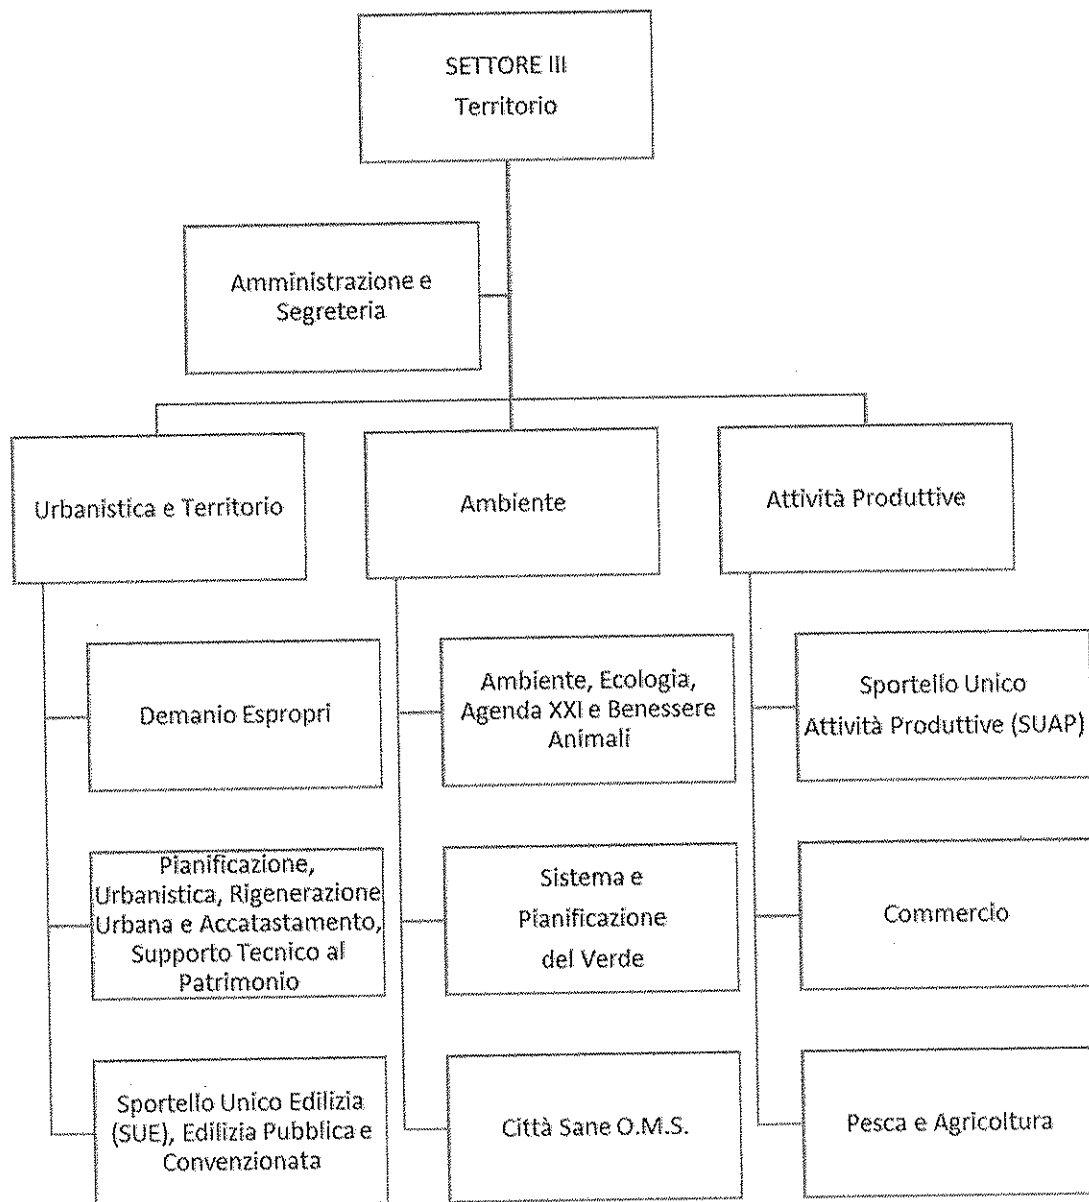 SETTORE III
Territorio
Amministrazione e
Segreteria
Urbanistica e Territorio
Ambiente
Attività Produttive
Demanio Espropri
Ambiente, Ecologia,
Agenda XXI e Benessere
Animali
Sportello Unico
Attività Produttive (SUAP)
Pianificazione,
Urbanistica, Rigenerazione
Urbana e Accatastamento,
Supporto Tecnico al
Patrimonio
Sistema e
Pianificazione
del Verde
Commercio
Sportello Unico Edilizia
(SUE), Edilizia Pubblica e
Convenzionata
Città Sane O.M.S.
Pesca e Agricoltura